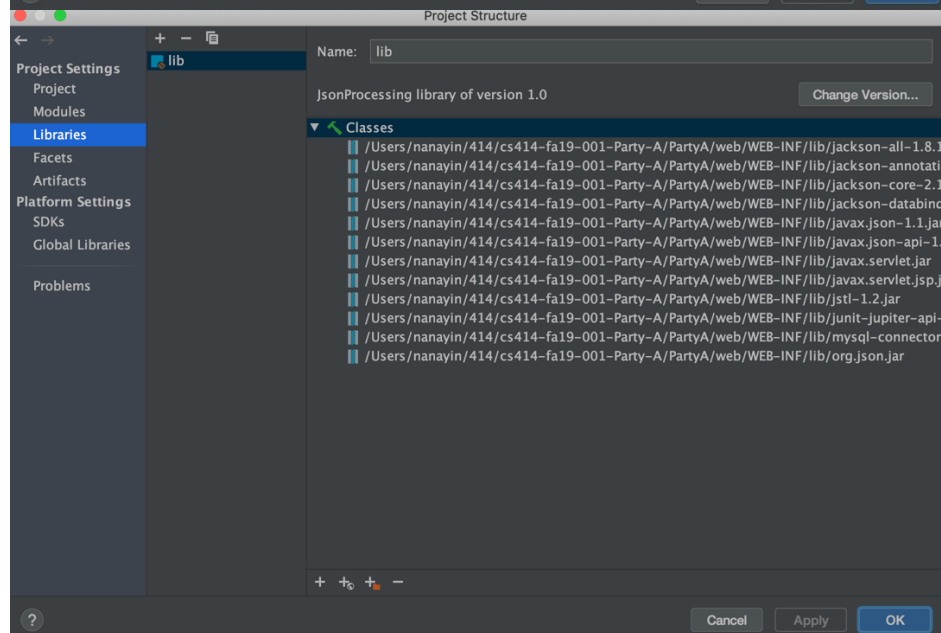 Project Structure
Project Settings
Project
Modules
Libraries
Facets
Artifacts
Platform Settings
SDKs
Global Libraries
Problems
lib
Name: lib
JsonProcessing library of version 1.0 Change Version...
Classes
/Users/nanayin/414/cs414-fa19-001-Party-A/PartyA/web/WEB-INF/lib/jackson-all-1.8.1
/Users/nanayin/414/cs414-fa19-001-Party-A/PartyA/web/WEB-INF/lib/jackson-annotati
/Users/nanayin/414/cs414-fa19-001-Party-A/PartyA/web/WEB-INF/lib/jackson-core-2.1
/Users/nanayin/414/cs414-fa19-001-Party-A/PartyA/web/WEB-INF/lib/jackson-databind
/Users/nanayin/414/cs414-fa19-001-Party-A/PartyA/web/WEB-INF/lib/javax.json-1.1.jar
/Users/nanayin/414/cs414-fa19-001-Party-A/PartyA/web/WEB-INF/lib/javax.json-api-1.
/Users/nanayin/414/cs414-fa19-001-Party-A/PartyA/web/WEB-INF/lib/javax.servlet.jar
/Users/nanayin/414/cs414-fa19-001-Party-A/PartyA/web/WEB-INF/lib/javax.servlet.jsp.j
/Users/nanayin/414/cs414-fa19-001-Party-A/PartyA/web/WEB-INF/lib/jstl-1.2.jar
/Users/nanayin/414/cs414-fa19-001-Party-A/PartyA/web/WEB-INF/lib/junit-jupiter-api-
/Users/nanayin/414/cs414-fa19-001-Party-A/PartyA/web/WEB-INF/lib/mysql-connector
/Users/nanayin/414/cs414-fa19-001-Party-A/PartyA/web/WEB-INF/lib/org.json.jar
? Cancel Apply OK